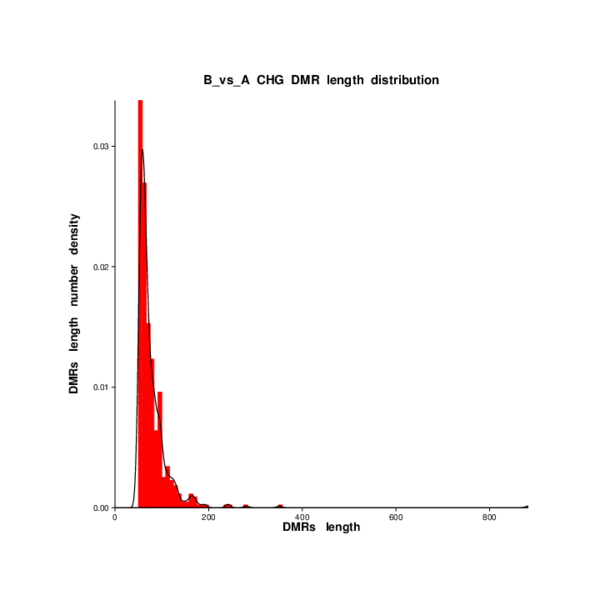 B_vs_A CHG DMR length distribution
DMRs length number density
0.03
0.02
0.01
0.00
0 200 400 600 800
DMRs length